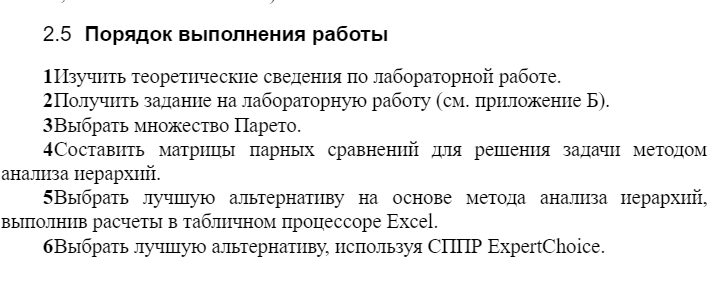 2.5 Порядок выполнения работы
1Изучить теоретические сведения по лабораторной работе.
2Получить задание на лабораторную работу (см. приложение Б).
3Выбрать множество Парето.
4Составить матрицы парных сравнений для решения задачи методом
анализа иерархий.
5Выбрать лучшую альтернативу на основе метода анализа иерархий,
выполнив расчеты в табличном процессоре Excel.
6Выбрать лучшую альтернативу, используя СППР ExpertChoice.